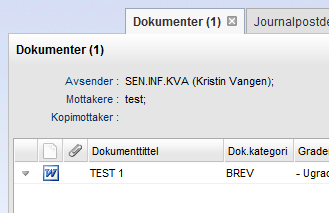 Dokumenter (1) Journalpostde
Dokumenter (1)
Avsender : SEN.INF.KVA (Kristin Vangen);
Mottakere : test;
Kopimottaker :
Dokumenttittel Dok.kategori Grade
TEST 1 BREV - Ugrad